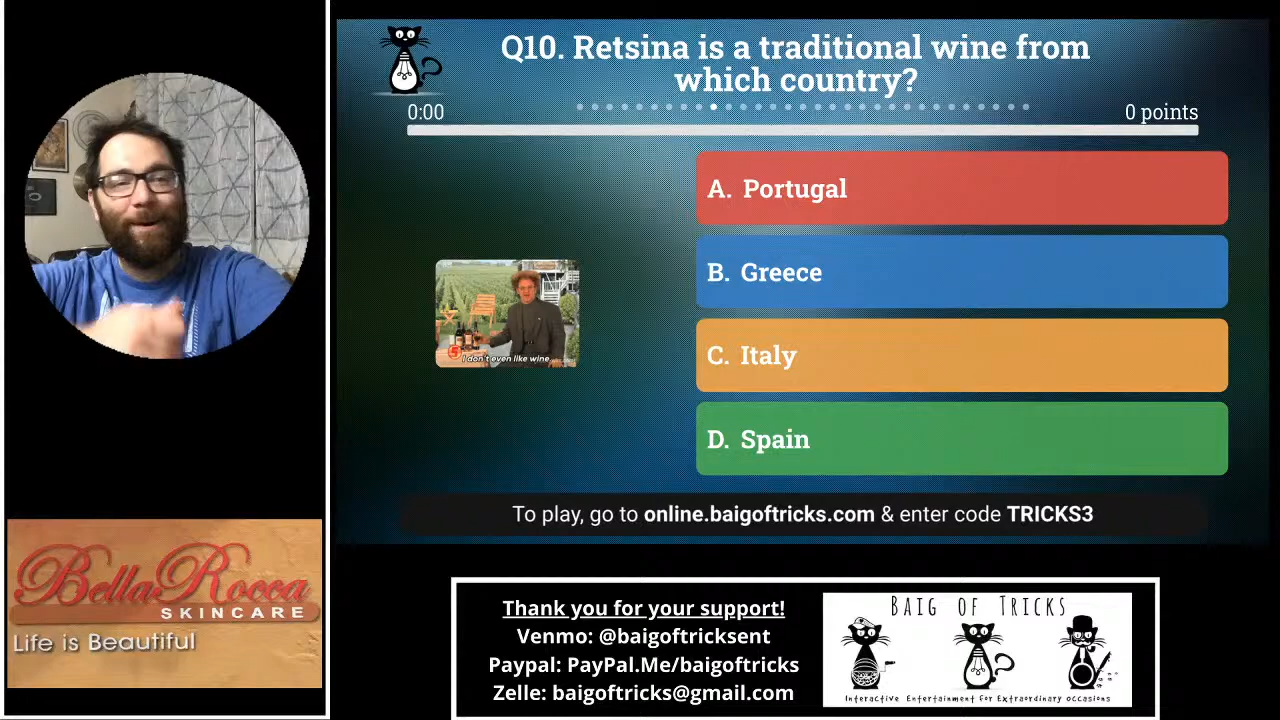 Q10. Retsina is a traditional wine from
which country?
0:00
0 points
A. Portugal
B. Greece
C. Italy
D. Spain
I don't even like wine...
To play, go to online.baigoftricks.com & enter code TRICKS3
BellaRocca
SKINCARE
Life is Beautiful
Thank you for your support!
Venmo: @baigoftricksent
Paypal: PayPal.Me/baigoftricks
Zelle: baigoftricks@gmail.com
BAIG OF TRICKS
Interactive Entertainment for Extraordinary occasions